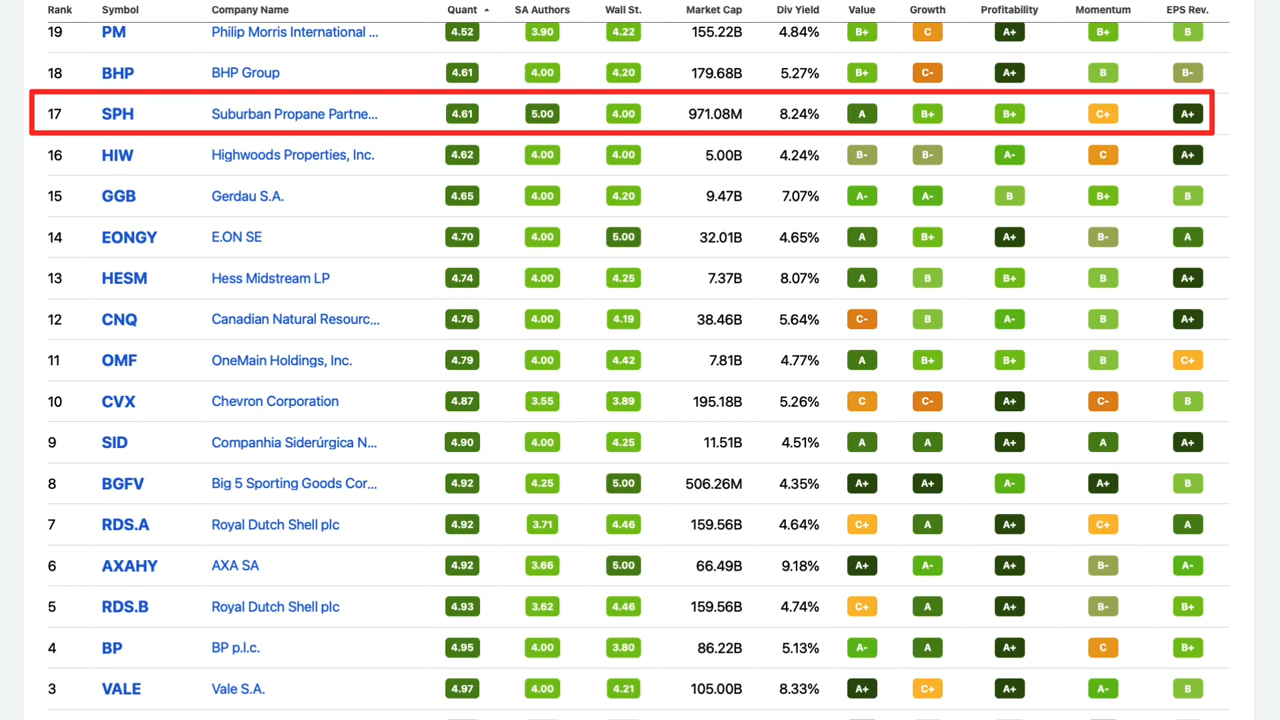 Rank Symbol Company Name Quant SA Authors Wall St. Market Cap Div Yield Value Growth Profitability Momentum EPS Rev.
19 PM Philip Morris International ... 4.52 3.90 4.22 155.22B 4.84% B+ C A+ B+ B
18 BHP BHP Group 4.61 4.00 4.20 179.68B 5.27% B+ C- A+ B B-
17 SPH Suburban Propane Partne... 4.61 5.00 4.00 971.08M 8.24% A B+ B+ C+ A+
16 HIW Highwoods Properties, Inc. 4.62 4.00 4.00 5.00B 4.24% B- B- A- C A+
15 GGB Gerdau S.A. 4.65 4.00 4.20 9.47B 7.07% A- A- B B+ B
14 EONGY E.ON SE 4.70 4.00 5.00 32.01B 4.65% A B+ A+ B- A
13 HESM Hess Midstream LP 4.74 4.00 4.25 7.37B 8.07% A B B+ B A+
12 CNQ Canadian Natural Resourc... 4.76 4.00 4.19 38.46B 5.64% C- B A- B A+
11 OMF OneMain Holdings, Inc. 4.79 4.00 4.42 7.81B 4.77% A B+ B+ B C+
10 CVX Chevron Corporation 4.87 3.55 3.89 195.18B 5.26% C C- A+ C- B
9 SID Companhia Siderúrgica N... 4.90 4.00 4.25 11.51B 4.51% A A A+ A A+
8 BGFV Big 5 Sporting Goods Cor... 4.92 4.25 5.00 506.26M 4.35% A+ A+ A- A+ B
7 RDS.A Royal Dutch Shell plc 4.92 3.71 4.46 159.56B 4.64% C+ A A+ C+ A
6 AXAHY AXA SA 4.92 3.66 5.00 66.49B 9.18% A+ A- A+ B- A-
5 RDS.B Royal Dutch Shell plc 4.93 3.62 4.46 159.56B 4.74% C+ A A+ B- B+
4 BP BP p.l.c. 4.95 4.00 3.80 86.22B 5.13% A- A A+ C B+
3 VALE Vale S.A. 4.97 4.00 4.21 105.00B 8.33% A+ C+ A+ A- B